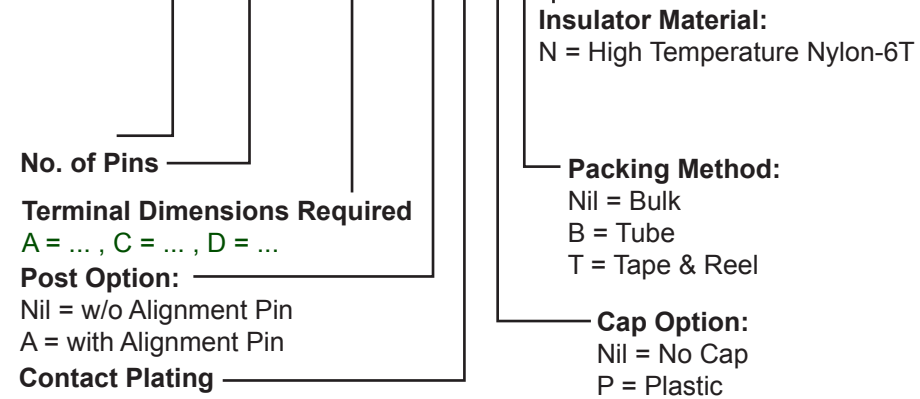 Insulator Material:
N = High Temperature Nylon-6T
No. of Pins
Terminal Dimensions Required
A = ... , C = ... , D = ...
Post Option:
Nil = w/o Alignment Pin
A = with Alignment Pin
Contact Plating
Packing Method:
Nil = Bulk
B = Tube
T = Tape & Reel
Cap Option:
Nil = No Cap
P = Plastic